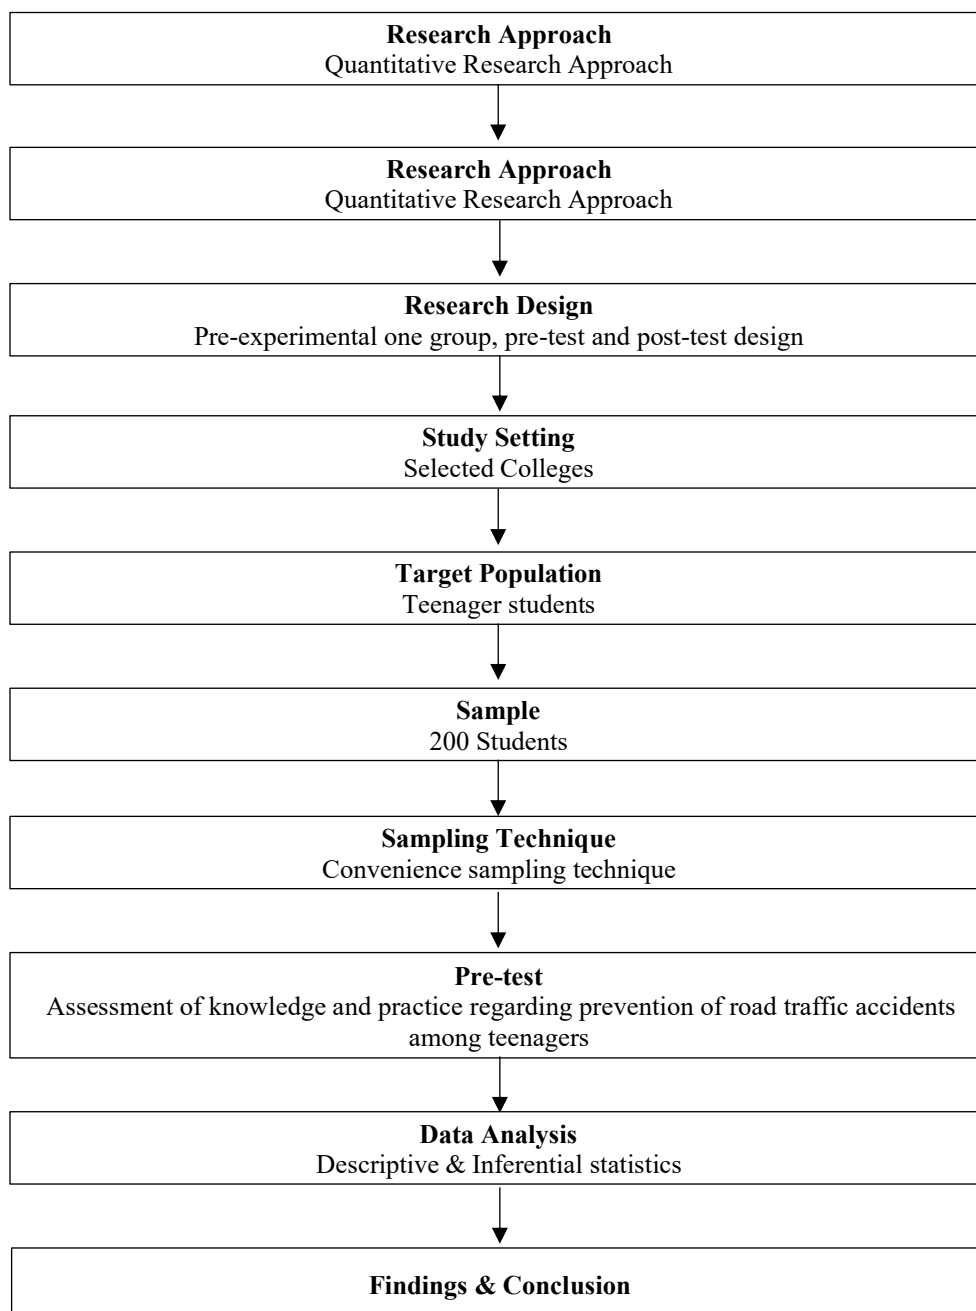 Research Approach
Quantitative Research Approach
Research Approach
Quantitative Research Approach
Research Design
Pre-experimental one group, pre-test and post-test design
Study Setting
Selected Colleges
Target Population
Teenager students
Sample
200 Students
Sampling Technique
Convenience sampling technique
Pre-test
Assessment of knowledge and practice regarding prevention of road traffic accidents
among teenagers
Data Analysis
Descriptive & Inferential statistics
Findings & Conclusion